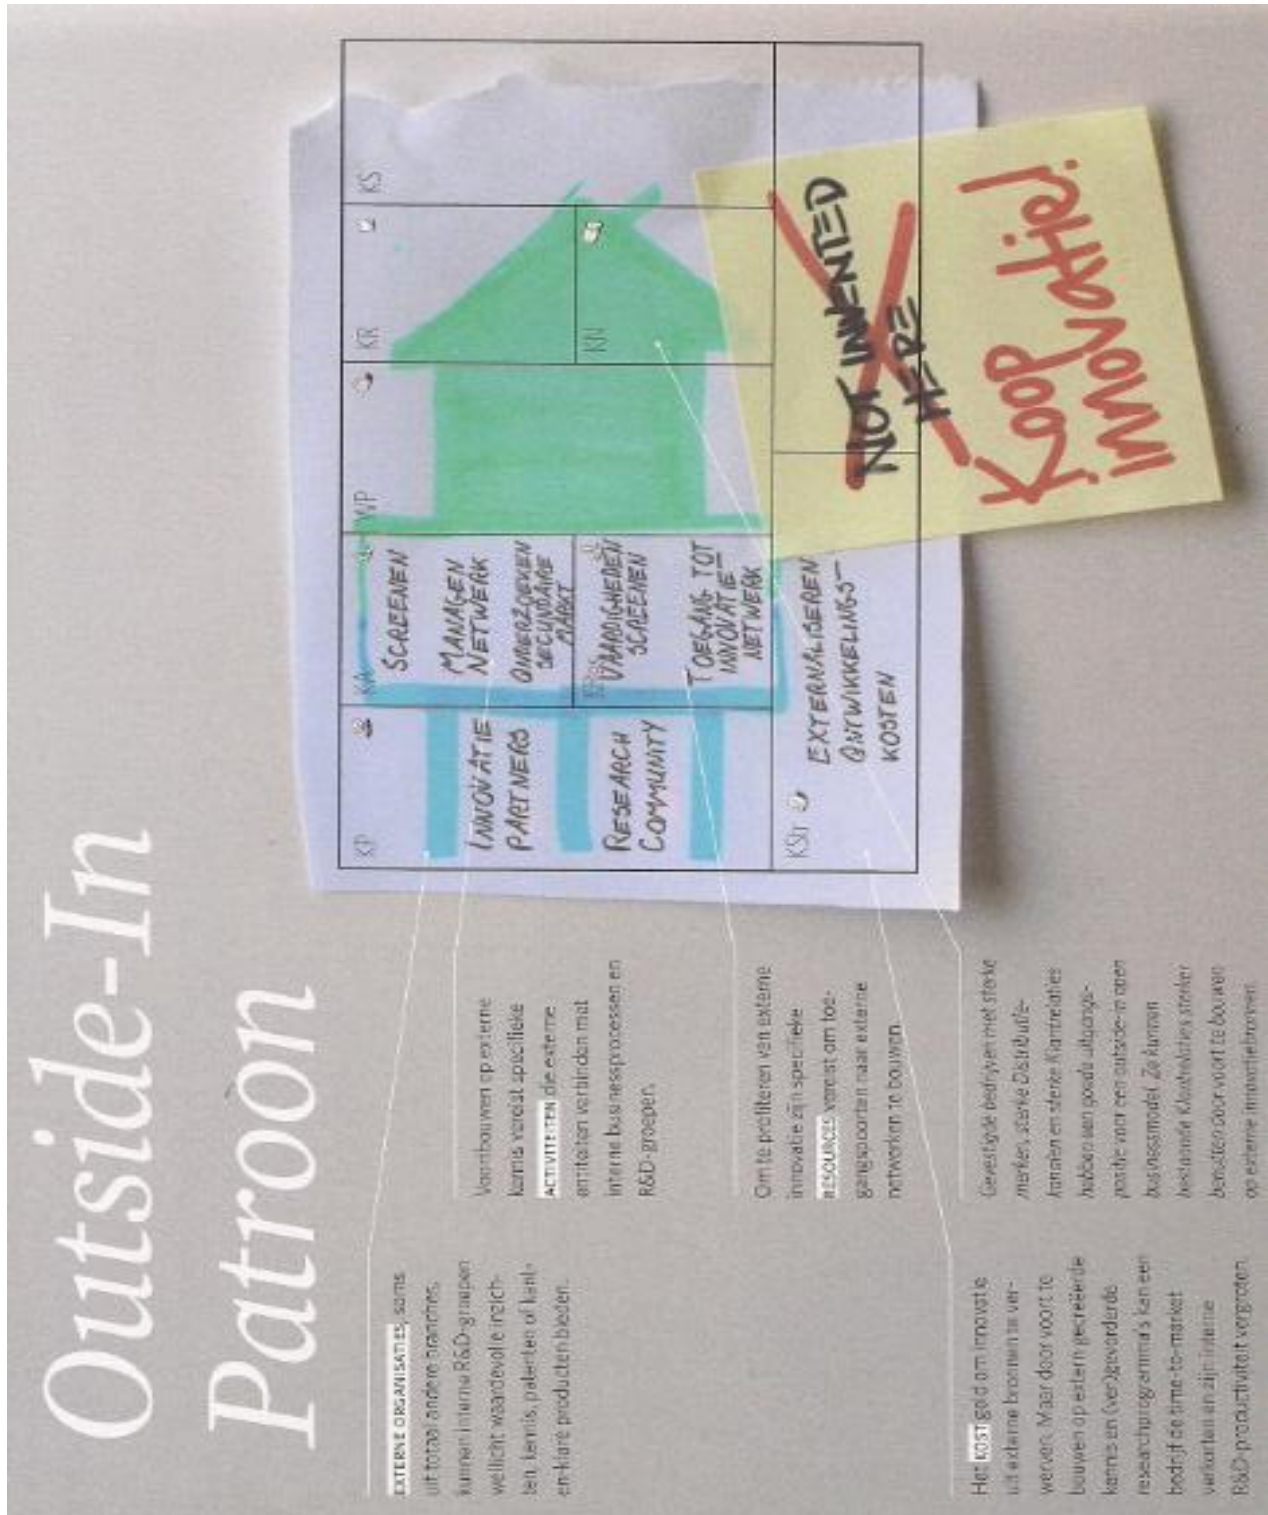 Outside-In
Patroon
EXTERNE ORGANISATIES, soms
uit totaal andere branches,
kunnen interne R&D-groepen
wellicht waardevolle inzich-
ten, kennis, patenten of kant-
en-klare producten bieden.
Voortbouwen op externe
kennis vereist specifieke
ACTIVITEITEN die externe
entiteiten verbinden met
interne businessprocessen en
R&D-groepen.
Om te profiteren van externe
innovatie zijn specifieke
RESOURCES vereist om toe-
gangspoorten naar externe
netwerken te bouwen.
Het KOST geld om innovatie
uit externe bronnen te ver-
werven. Maar door voort te
bouwen op extern gecreëerde
kennis en (ver)gevorderde
researchprogramma's kan een
bedrijf de time-to-market
verkorten en zijn interne
R&D-productiviteit vergroten.
Gevestigde bedrijven met sterke
merken, sterke Distributie-
kanalen en sterke Klantrelaties
hebben een goede uitgangs-
positie voor een outside-in open
businessmodel. Ze kunnen
bestaande Klantrelaties sterker
benutten door voort te bouwen
op externe innovatiebronnen.
KP
INNOVATIE
PARTNERS
RESEARCH
COMMUNITY
KA
SCREENEN
MANAGEN
NETWERK
ONDERZOEKEN
SECUNDAIRE
MARKT
VAARDIGHEDEN
SCREENEN
TOEGANG TOT
INNOVATIE-
NETWERK
WP
KR
KN
KS
KSt
EXTERNALISEREN
ONTWIKKELINGS-
KOSTEN
NOT INVENTED
HERE
Koop
innovatie!